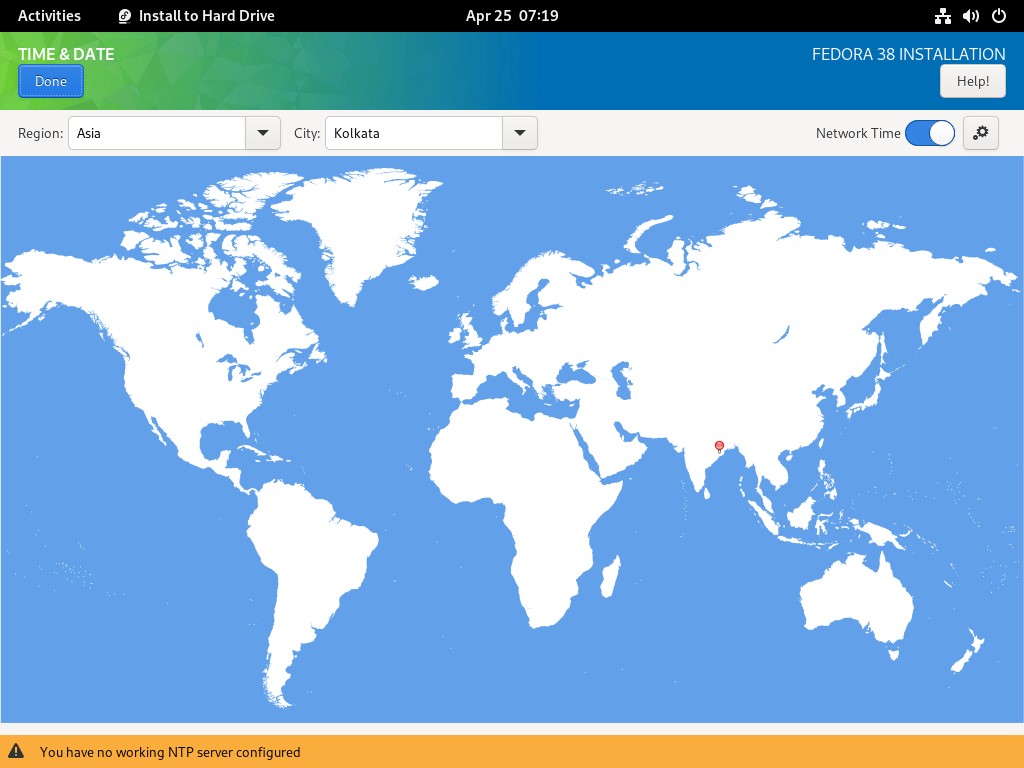 Activities Install to Hard Drive Apr 25 07:19
TIME & DATE FEDORA 38 INSTALLATION
Done Help!
Region: Asia City: Kolkata Network Time
You have no working NTP server configured